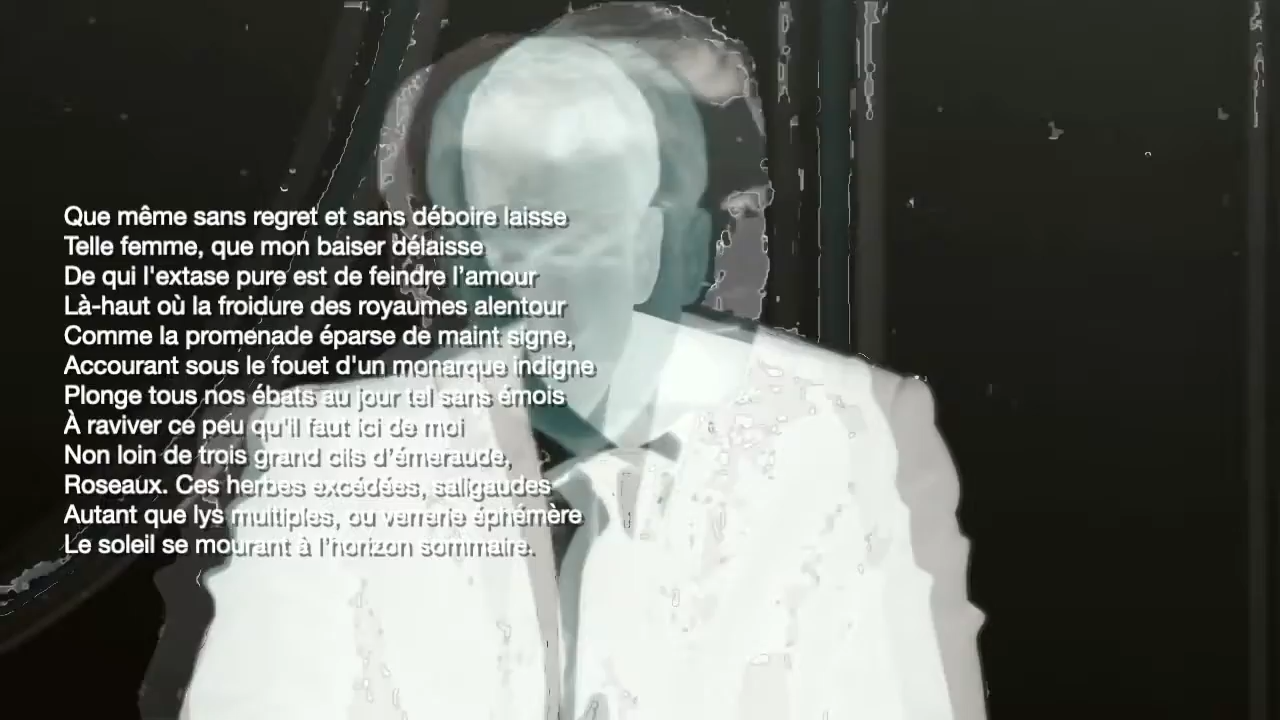 Que même sans regret et sans déboire laisse
Telle femme, que mon baiser délaisse
De qui l'extase pure est de feindre l’amour
Là-haut où la froidure des royaumes alentour
Comme la promenade éparse de maint signe,
Accourant sous le fouet d'un monarque indigne
Plonge tous nos ébats au jour tel sans émois
À raviver ce peu qu'il faut ici de moi
Non loin de trois grand cils d’émeraude,
Roseaux. Ces herbes excédées, saligaudes
Autant que lys multiples, ou verrerie éphémère
Le soleil se mourant à l’horizon sommaire.